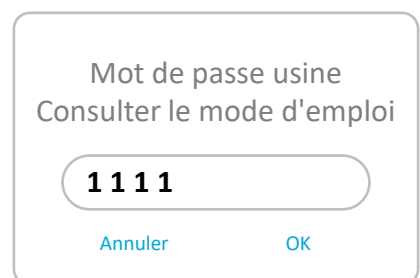 Mot de passe usine
Consulter le mode d'emploi
1 1 1 1
Annuler OK